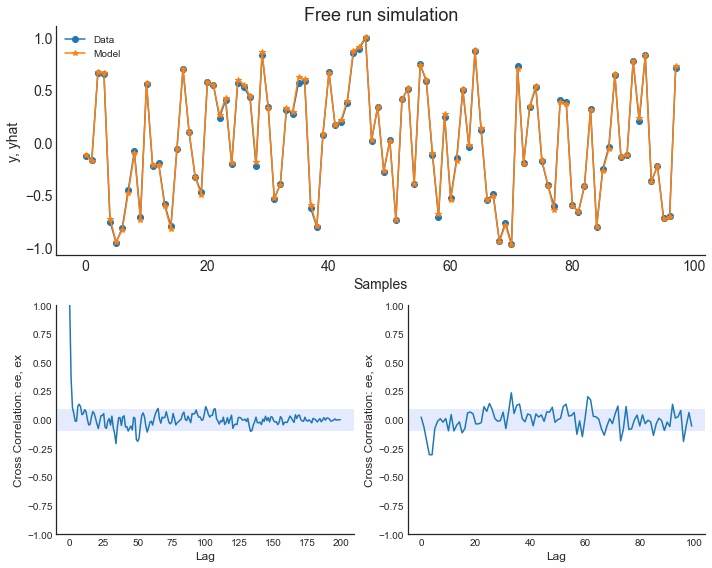 Free run simulation
Data
Model
y, yhat
1.0
0.5
0.0
−0.5
−1.0
0 20 40 60 80 100
Samples
Cross Correlation: ee, ex
1.00
0.75
0.50
0.25
0.00
−0.25
−0.50
−0.75
−1.00
0 25 50 75 100 125 150 175 200
Lag
Cross Correlation: ee, ex
1.00
0.75
0.50
0.25
0.00
−0.25
−0.50
−0.75
−1.00
0 20 40 60 80 100
Lag